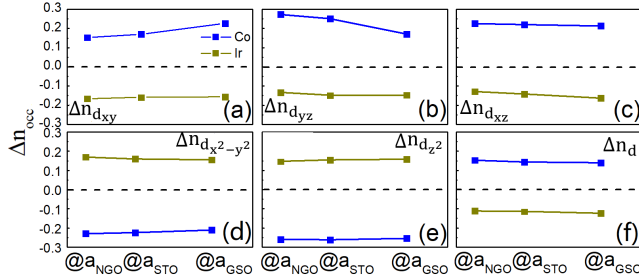 0.3
0.2
0.1
0.0
-0.1
-0.2
0.3
0.2
0.1
0.0
-0.1
-0.2
-0.3
Δn_occ
Co
Ir
Δn_dxy (a)
Δn_dyz (b)
Δn_dxz (c)
Δn_dx²−y²
(d)
Δn_dz²
(e)
Δn_d
(f)
@a_NGO @a_STO @a_GSO @a_NGO @a_STO @a_GSO @a_NGO @a_STO @a_GSO